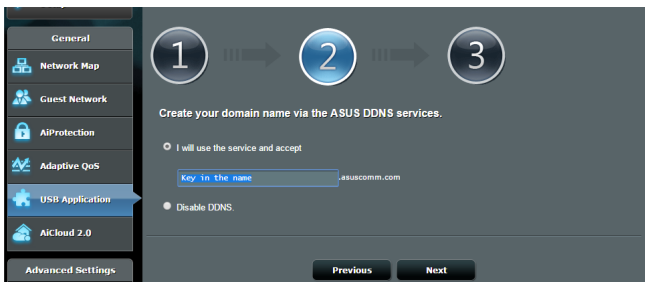 General
Network Map
Guest Network
AiProtection
Adaptive QoS
USB Application
AiCloud 2.0
Advanced Settings
1 2 3
Create your domain name via the ASUS DDNS services.
I will use the service and accept
Key in the name .asuscomm.com
Disable DDNS.
Previous Next